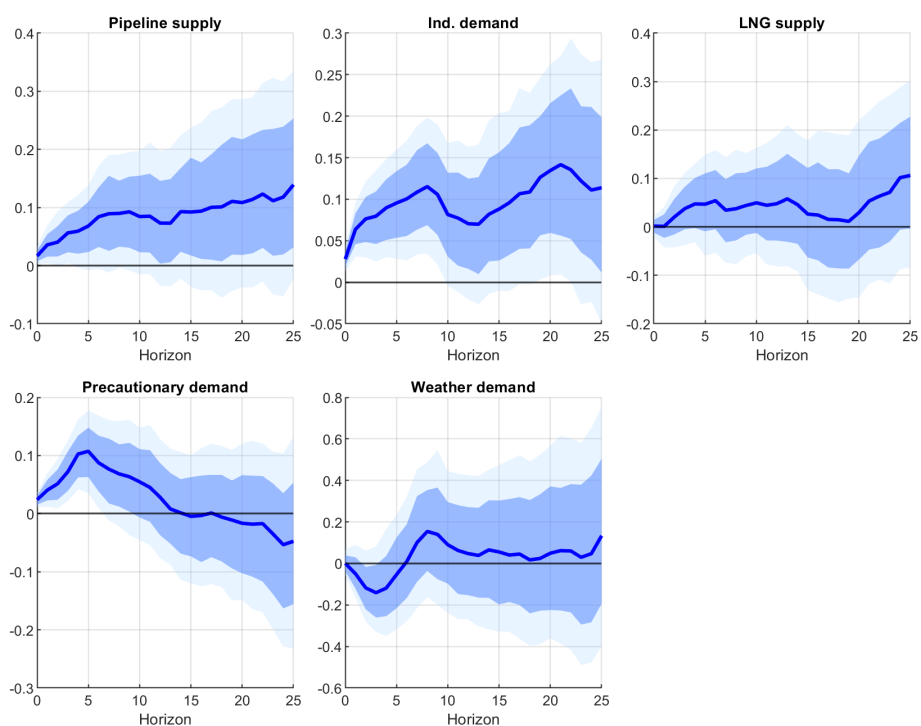 Pipeline supply
0.4
0.3
0.2
0.1
0
-0.1
0 5 10 15 20 25
Horizon
Ind. demand
0.3
0.25
0.2
0.15
0.1
0.05
0
-0.05
0 5 10 15 20 25
Horizon
LNG supply
0.4
0.3
0.2
0.1
0
-0.1
-0.2
0 5 10 15 20 25
Horizon
Precautionary demand
0.2
0.1
0
-0.1
-0.2
-0.3
0 5 10 15 20 25
Horizon
Weather demand
0.8
0.6
0.4
0.2
0
-0.2
-0.4
-0.6
0 5 10 15 20 25
Horizon